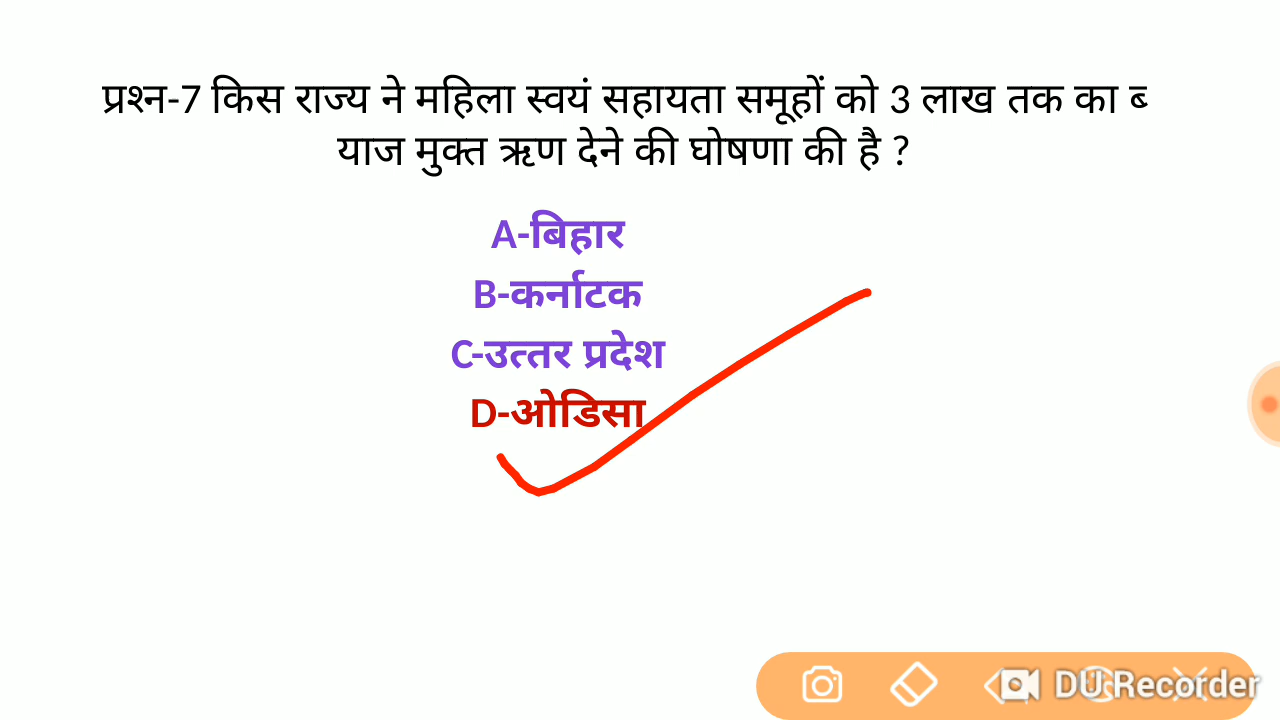 प्रश्न-7 किस राज्य ने महिला स्वयं सहायता समूहों को 3 लाख तक का ब्
याज मुक्त ऋण देने की घोषणा की है ?
A-बिहार
B-कर्नाटक
C-उत्तर प्रदेश
D-ओडिसा
DU Recorder